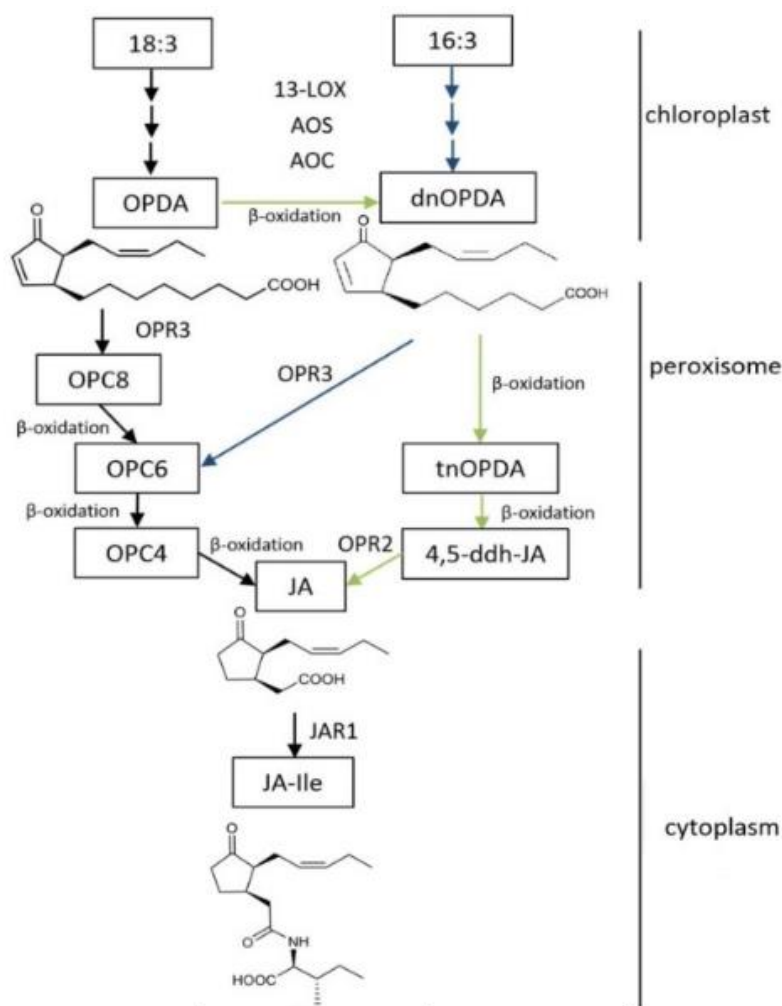 18:3
16:3
13-LOX
AOS
AOC
chloroplast
OPDA
β-oxidation
dnOPDA
O
COOH
O
COOH
OPR3
OPC8
OPR3
β-oxidation
peroxisome
β-oxidation
OPC6
tnOPDA
β-oxidation
β-oxidation
OPC4
β-oxidation
OPR2
4,5-ddh-JA
JA
O
COOH
JAR1
JA-Ile
cytoplasm
O
O
NH
HOOC